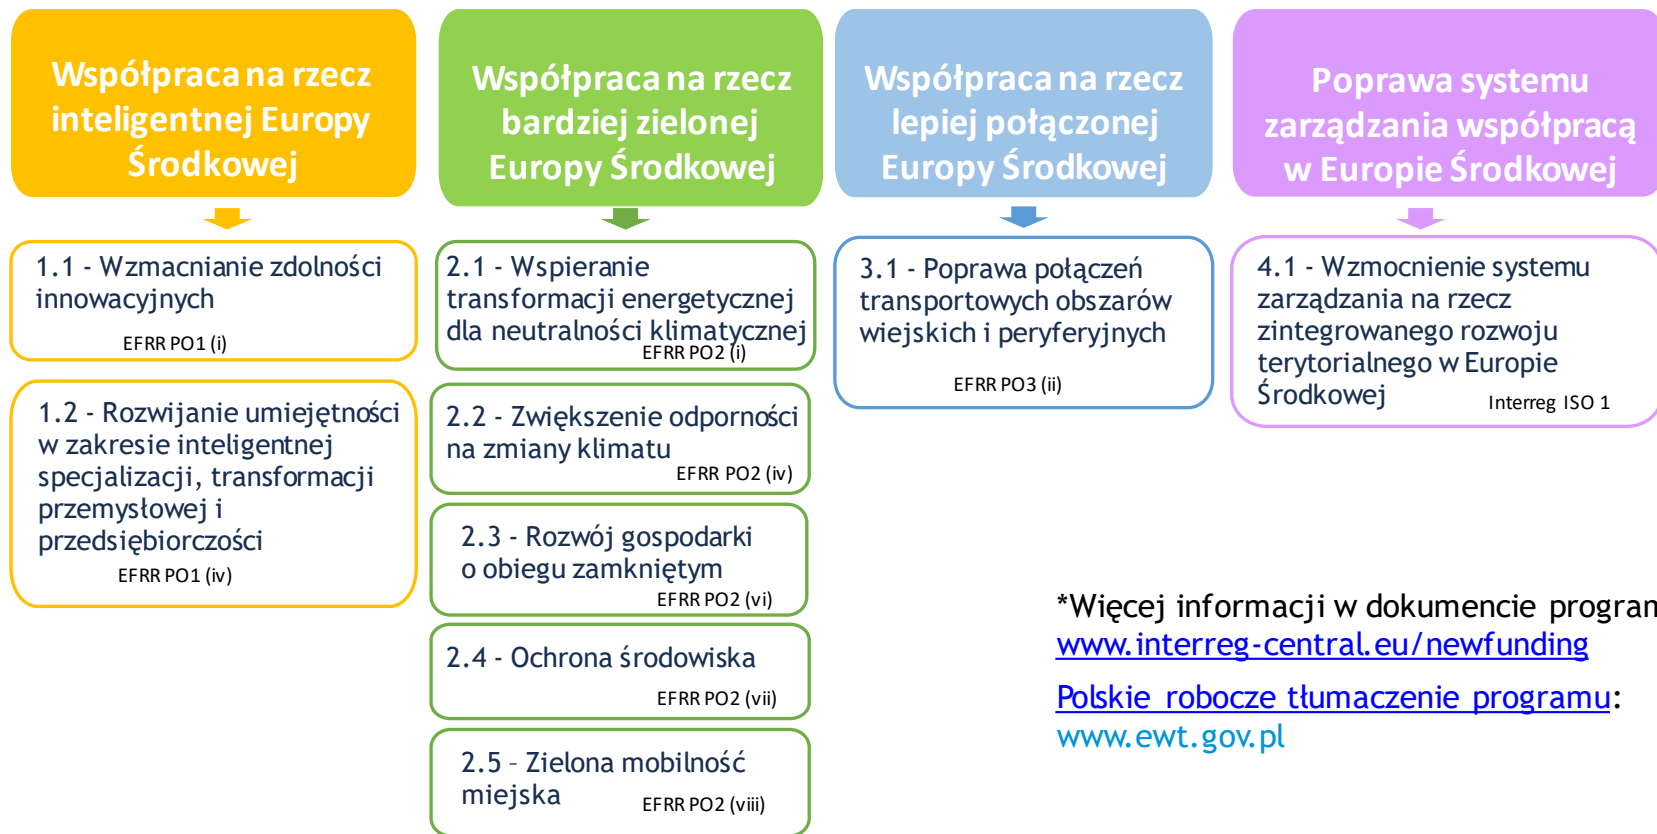 Współpraca na rzecz
inteligentnej Europy
Środkowej
1.1 - Wzmacnianie zdolności
innowacyjnych
EFRR PO1 (i)
1.2 - Rozwijanie umiejętności
w zakresie inteligentnej
specjalizacji, transformacji
przemysłowej i
przedsiębiorczości
EFRR PO1 (iv)
Współpraca na rzecz
bardziej zielonej
Europy Środkowej
2.1 - Wspieranie
transformacji energetycznej
dla neutralności klimatycznej
EFRR PO2 (i)
2.2 - Zwiększenie odporności
na zmiany klimatu
EFRR PO2 (iv)
2.3 - Rozwój gospodarki
o obiegu zamkniętym
EFRR PO2 (vi)
2.4 - Ochrona środowiska
EFRR PO2 (vii)
2.5 – Zielona mobilność
miejska
EFRR PO2 (viii)
Współpraca na rzecz
lepiej połączonej
Europy Środkowej
3.1 - Poprawa połączeń
transportowych obszarów
wiejskich i peryferyjnych
EFRR PO3 (ii)
Poprawa systemu
zarządzania współpracą
w Europie Środkowej
4.1 - Wzmocnienie systemu
zarządzania na rzecz
zintegrowanego rozwoju
terytorialnego w Europie
Środkowej
Interreg ISO 1
*Więcej informacji w dokumencie program
www.interreg-central.eu/newfunding
Polskie robocze tłumaczenie programu:
www.ewt.gov.pl